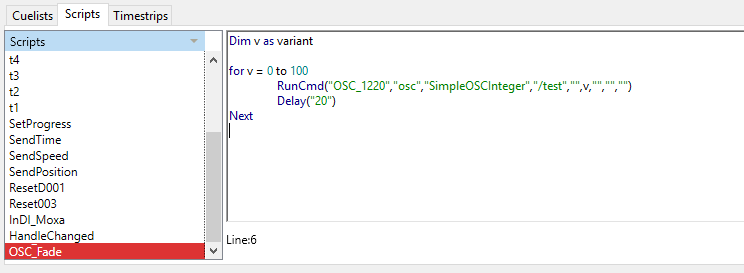 Cuelists Scripts Timestrips
Scripts
t4
t3
t2
t1
SetProgress
SendTime
SendSpeed
SendPosition
ResetD001
Reset003
InDI_Moxa
HandleChanged
OSC_Fade
Dim v as variant
for v = 0 to 100
RunCmd("OSC_1220","osc","SimpleOSCInteger","/test","",v,"","","")
Delay("20")
Next
Line:6